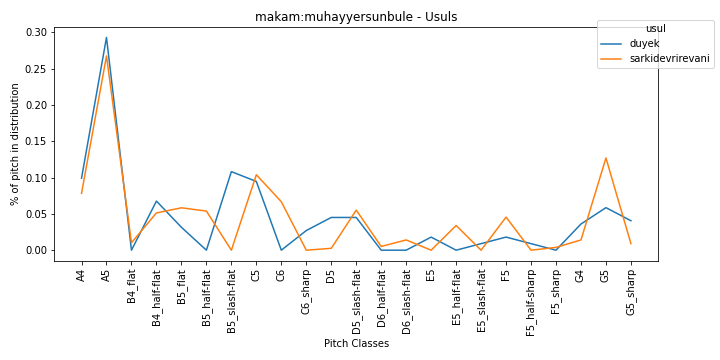 makam:muhayyersunbule - Usuls
usul
duyek
sarkidevrirevani
% of pitch in distribution
0.30
0.25
0.20
0.15
0.10
0.05
0.00
A4
A5
B4_flat
B4_half-flat
B5_flat
B5_half-flat
B5_slash-flat
C5
C6
C6_sharp
D5
D5_slash-flat
D6_half-flat
D6_slash-flat
E5
E5_half-flat
E5_slash-flat
F5
F5_half-sharp
F5_sharp
G4
G5
G5_sharp
Pitch Classes